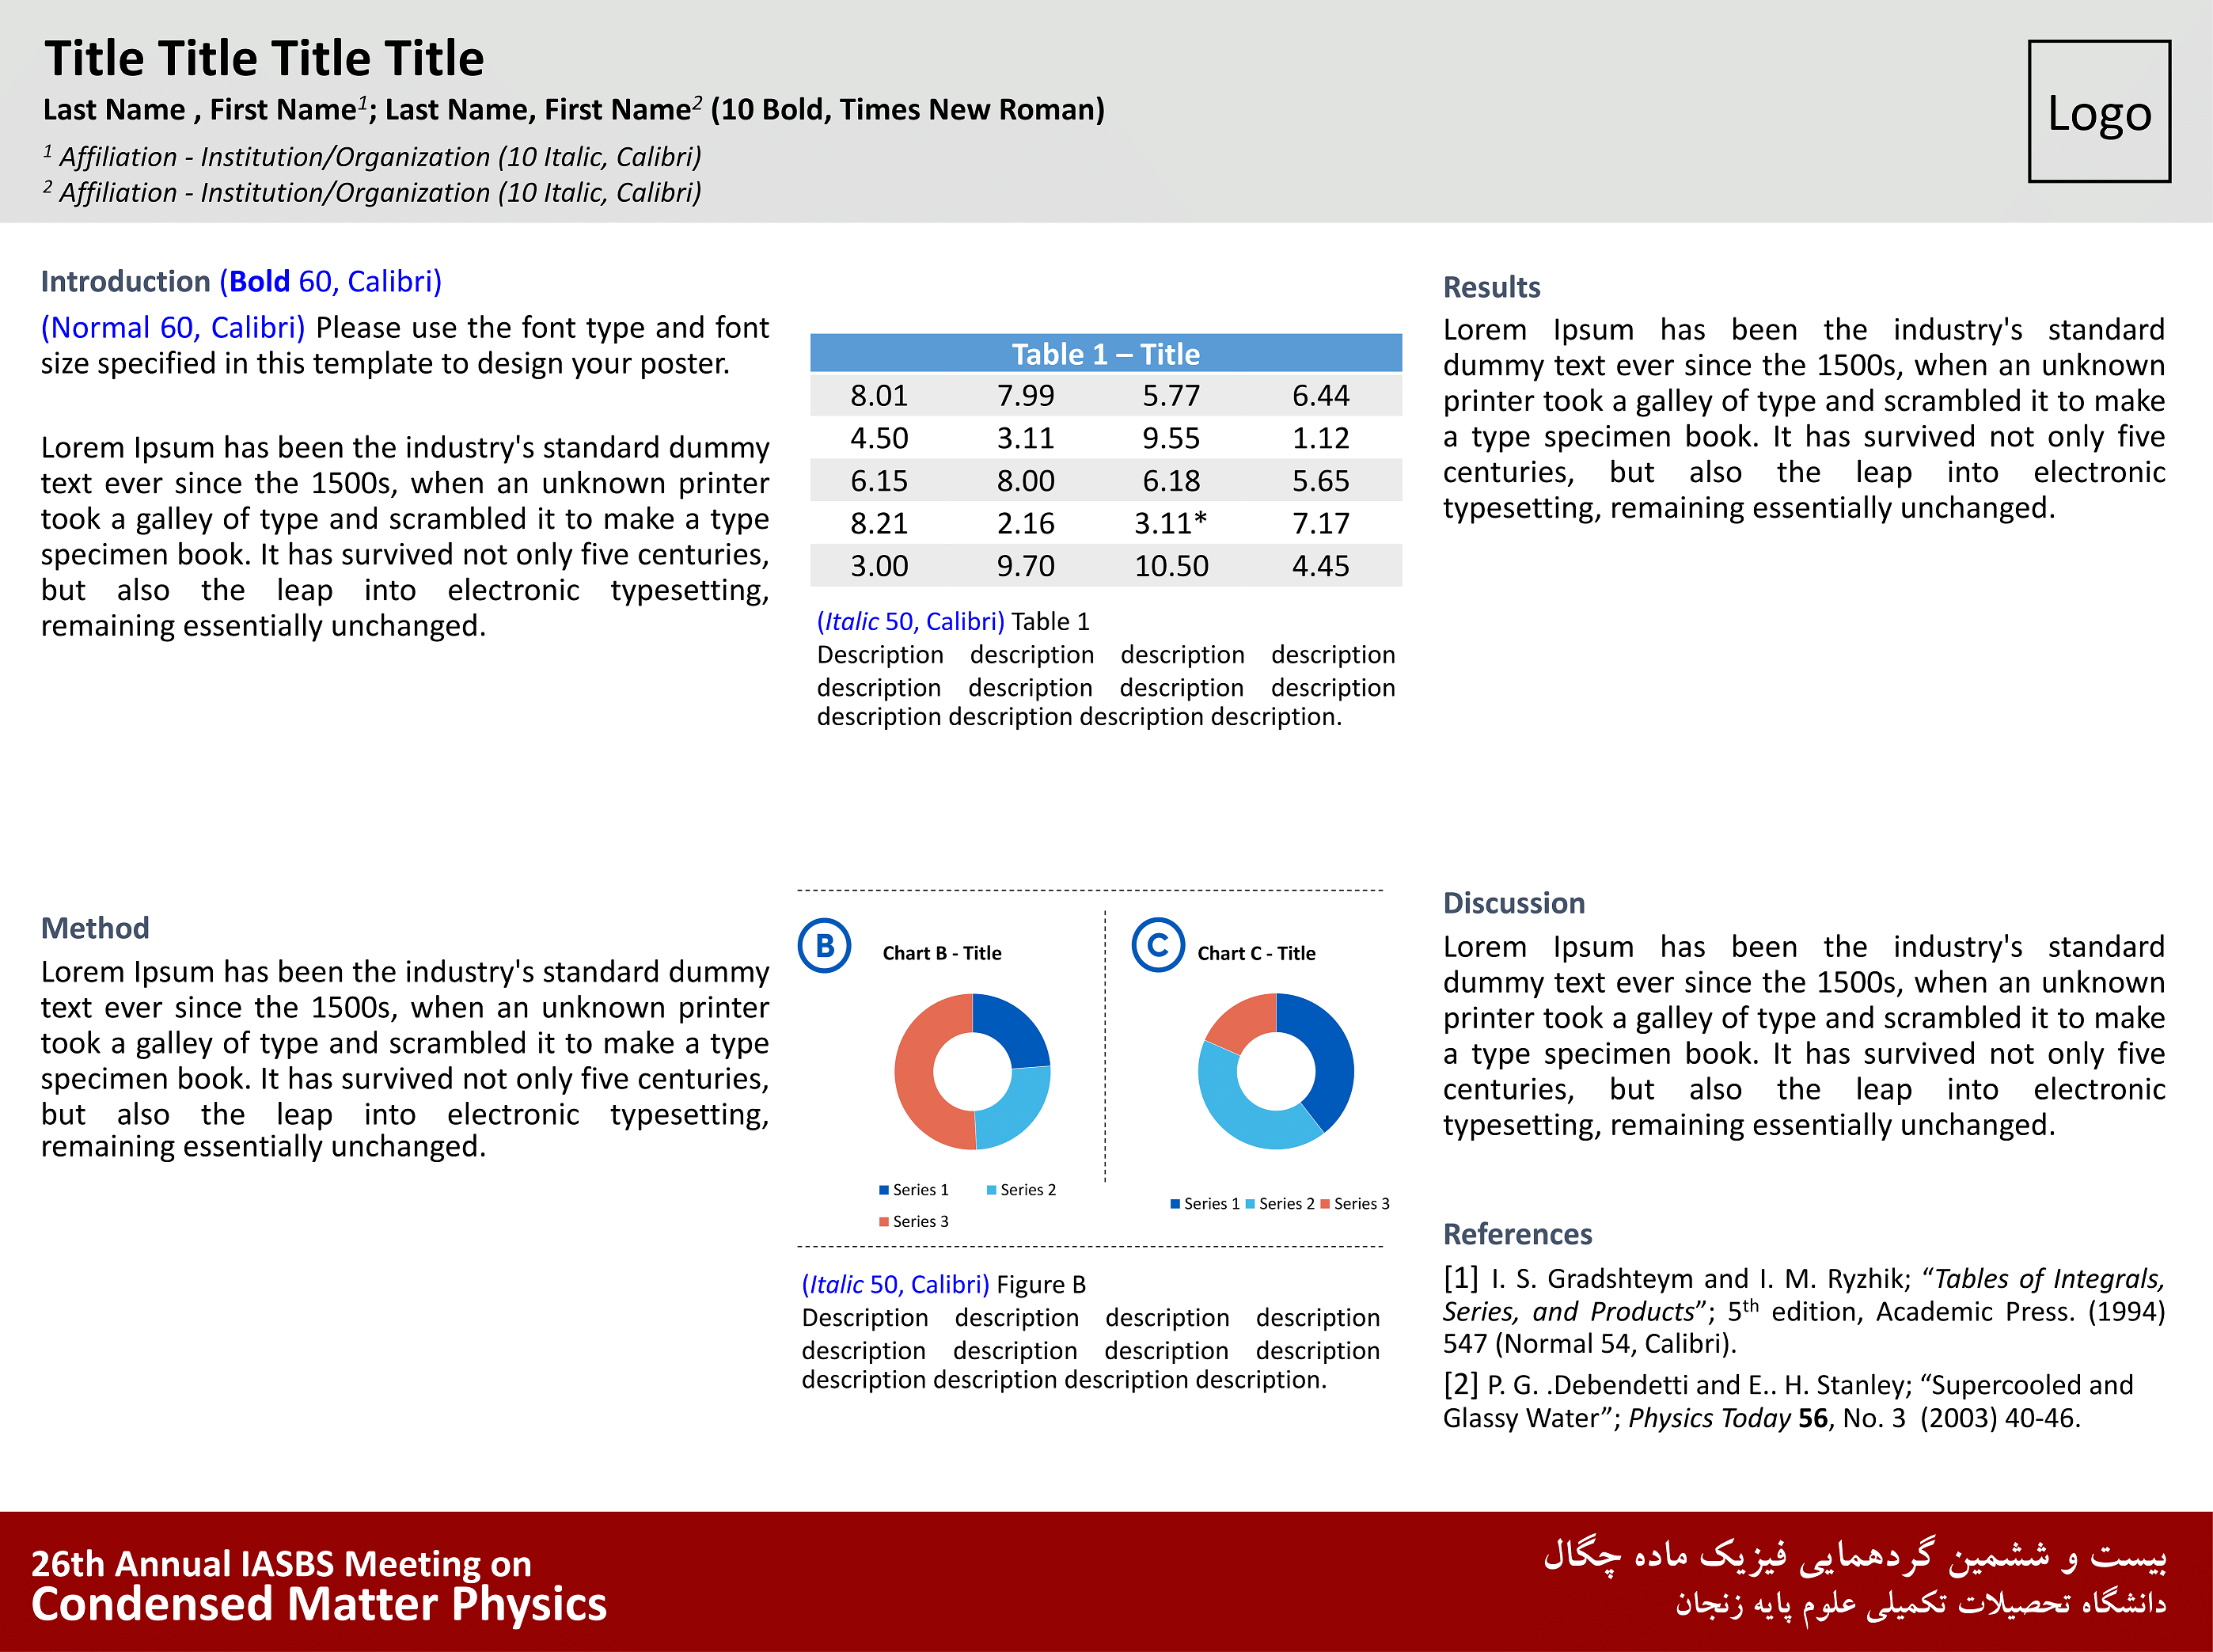 Title Title Title Title
Last Name , First Name1; Last Name, First Name2 (10 Bold, Times New Roman)
1 Affiliation - Institution/Organization (10 Italic, Calibri)
2 Affiliation - Institution/Organization (10 Italic, Calibri)
Logo
Introduction (Bold 60, Calibri)
(Normal 60, Calibri) Please use the font type and font
size specified in this template to design your poster.
Lorem Ipsum has been the industry's standard dummy
text ever since the 1500s, when an unknown printer
took a galley of type and scrambled it to make a type
specimen book. It has survived not only five centuries,
but also the leap into electronic typesetting,
remaining essentially unchanged.
Method
Lorem Ipsum has been the industry's standard dummy
text ever since the 1500s, when an unknown printer
took a galley of type and scrambled it to make a type
specimen book. It has survived not only five centuries,
but also the leap into electronic typesetting,
remaining essentially unchanged.
Table 1 – Title
8.01 7.99 5.77 6.44
4.50 3.11 9.55 1.12
6.15 8.00 6.18 5.65
8.21 2.16 3.11* 7.17
3.00 9.70 10.50 4.45
(Italic 50, Calibri) Table 1
Description description description description
description description description description
description description description description.
B Chart B - Title
Series 1 Series 2
Series 3
C Chart C - Title
Series 1 Series 2 Series 3
(Italic 50, Calibri) Figure B
Description description description description
description description description description
description description description description.
Results
Lorem Ipsum has been the industry's standard
dummy text ever since the 1500s, when an unknown
printer took a galley of type and scrambled it to make
a type specimen book. It has survived not only five
centuries, but also the leap into electronic
typesetting, remaining essentially unchanged.
Discussion
Lorem Ipsum has been the industry's standard
dummy text ever since the 1500s, when an unknown
printer took a galley of type and scrambled it to make
a type specimen book. It has survived not only five
centuries, but also the leap into electronic
typesetting, remaining essentially unchanged.
References
[1] I. S. Gradshteym and I. M. Ryzhik; “Tables of Integrals,
Series, and Products”; 5th edition, Academic Press. (1994)
547 (Normal 54, Calibri).
[2] P. G. .Debendetti and E.. H. Stanley; “Supercooled and
Glassy Water”; Physics Today 56, No. 3 (2003) 40-46.
26th Annual IASBS Meeting on
Condensed Matter Physics
بیست و ششمین گردهمایی فیزیک ماده چگال
دانشگاه تحصیلات تکمیلی علوم پایه زنجان